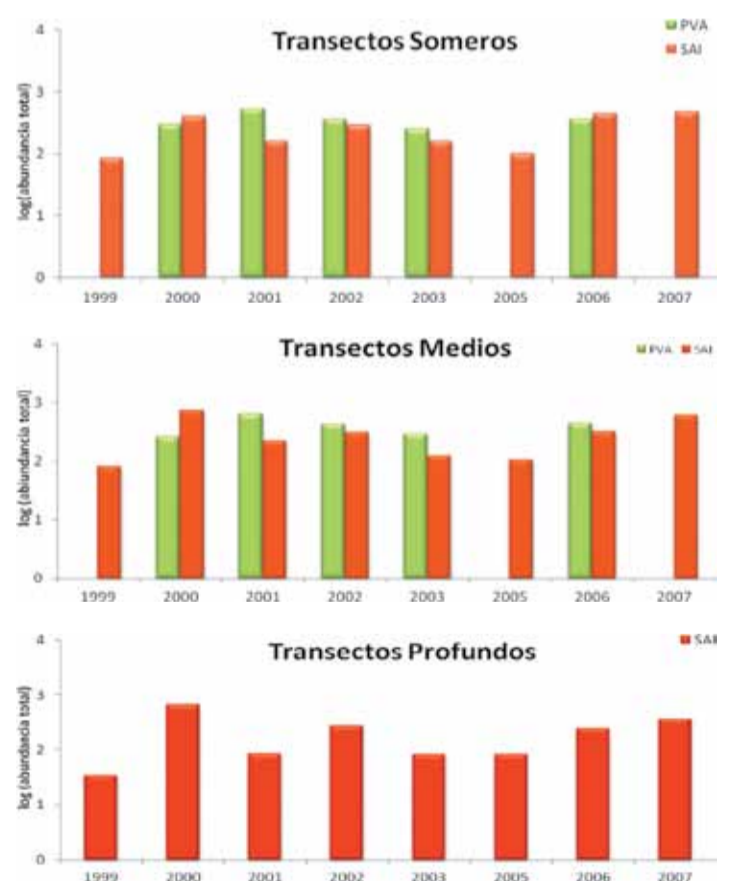 Transectos Someros
PVA
SAI
log(abundancia total)
4
3
2
1
0
1999 2000 2001 2002 2003 2005 2006 2007
Transectos Medios
PVA SAI
log (abiundancia total)
4
3
2
1
0
1999 2000 2001 2002 2003 2005 2006 2007
Transectos Profundos
SAI
log (abundancia total)
4
3
2
1
0
1999 2000 2001 2002 2003 2005 2006 2007